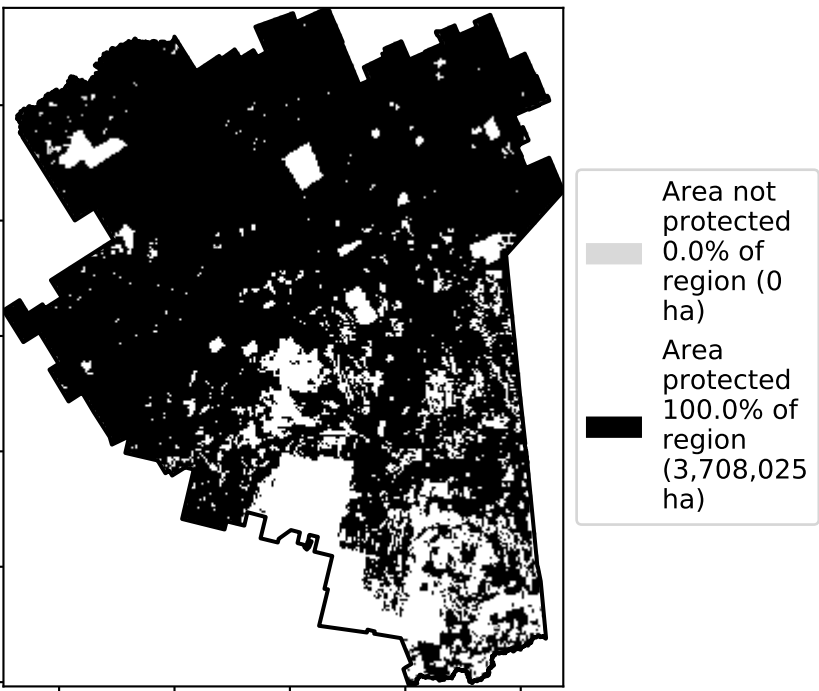 Area not
protected
0.0% of
region (0
ha)
Area
protected
100.0% of
region
(3,708,025
ha)